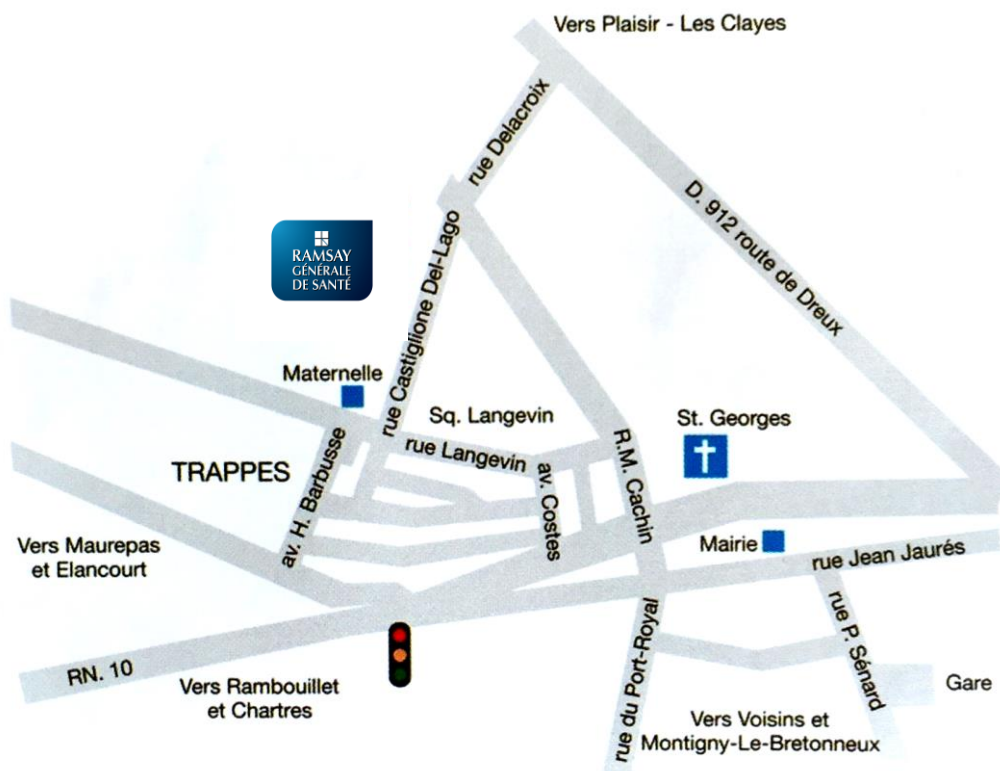 Vers Plaisir - Les Clayes
rue Delacroix
D. 912 route de Dreux
RAMSAY
GÉNÉRALE
DE SANTÉ
rue Castiglione Del-Lago
Maternelle
Sq. Langevin
St. Georges
rue Langevin
R.M. Cachin
TRAPPES
av. H. Barbusse
av. Costes
Vers Maurepas
et Elancourt
Mairie
rue Jean Jaurés
rue P. Sénard
RN. 10
Vers Rambouillet
et Chartres
rue du Port-Royal
Gare
Vers Voisins et
Montigny-Le-Bretonneux